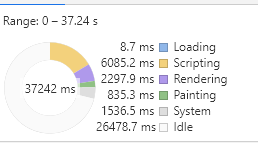 Range: 0 – 37.24 s
8.7 ms Loading
6085.2 ms Scripting
2297.9 ms Rendering
37242 ms
835.3 ms Painting
1536.5 ms System
26478.7 ms Idle